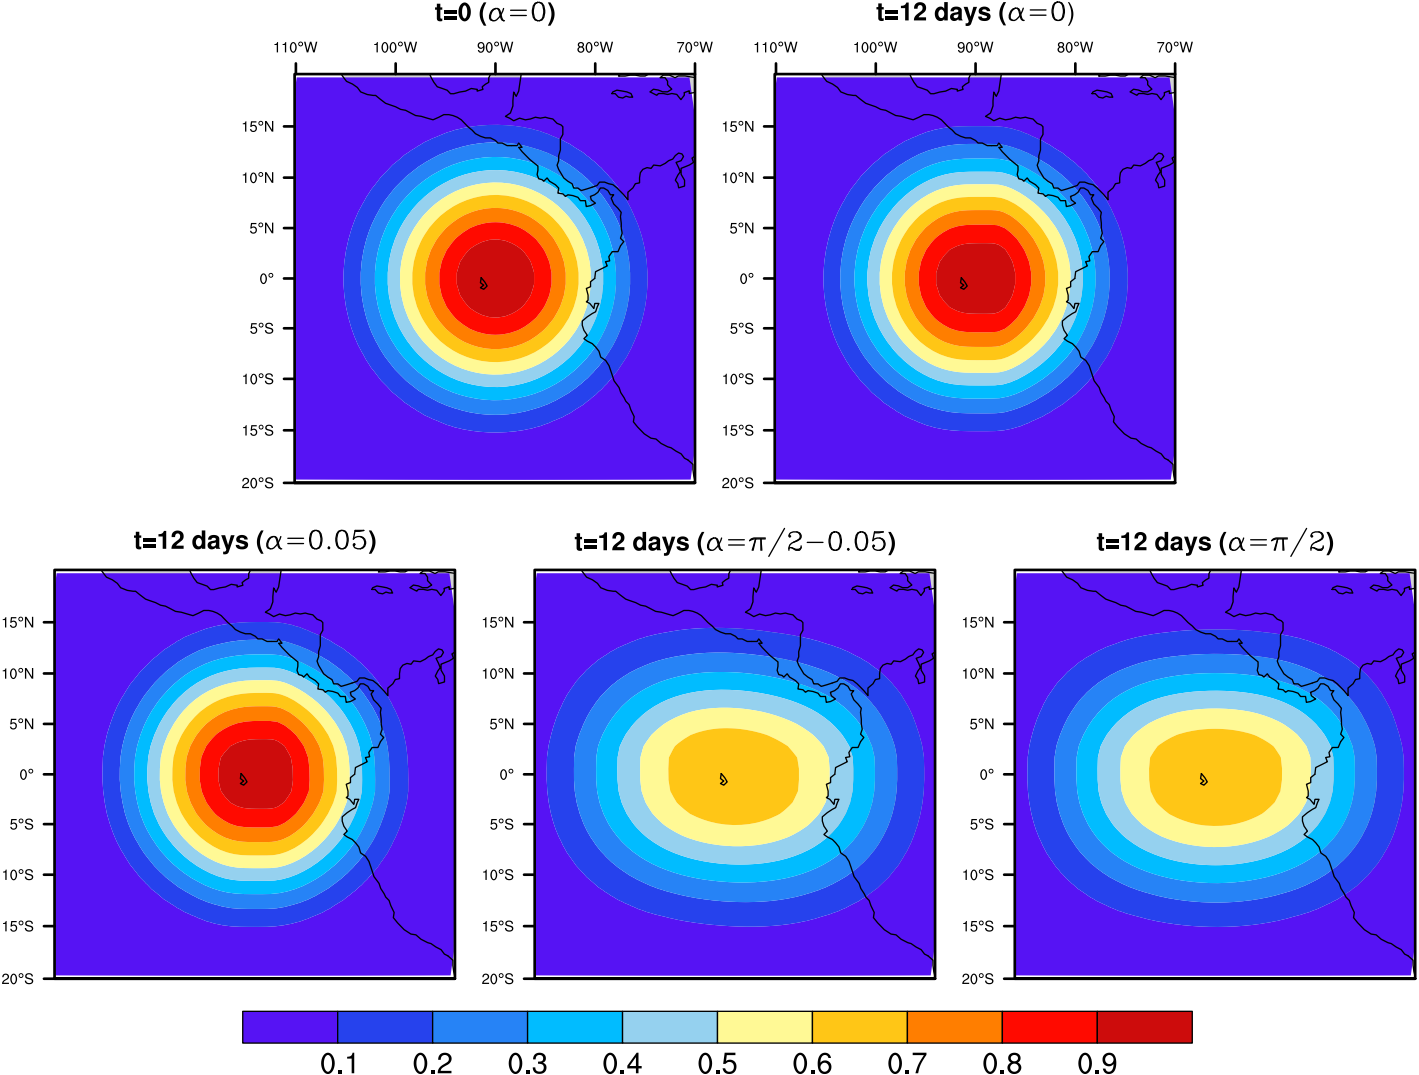 t=0 (α=0) t=12 days (α=0)
110°W 100°W 90°W 80°W 70°W 110°W 100°W 90°W 80°W 70°W
15°N 15°N
10°N 10°N
5°N 5°N
0° 0°
5°S 5°S
10°S 10°S
15°S 15°S
20°S 20°S
t=12 days (α=0.05) t=12 days (α=π/2−0.05) t=12 days (α=π/2)
15°N 15°N 15°N
10°N 10°N 10°N
5°N 5°N 5°N
0° 0° 0°
5°S 5°S 5°S
10°S 10°S 10°S
15°S 15°S 15°S
20°S 20°S 20°S
0.1 0.2 0.3 0.4 0.5 0.6 0.7 0.8 0.9